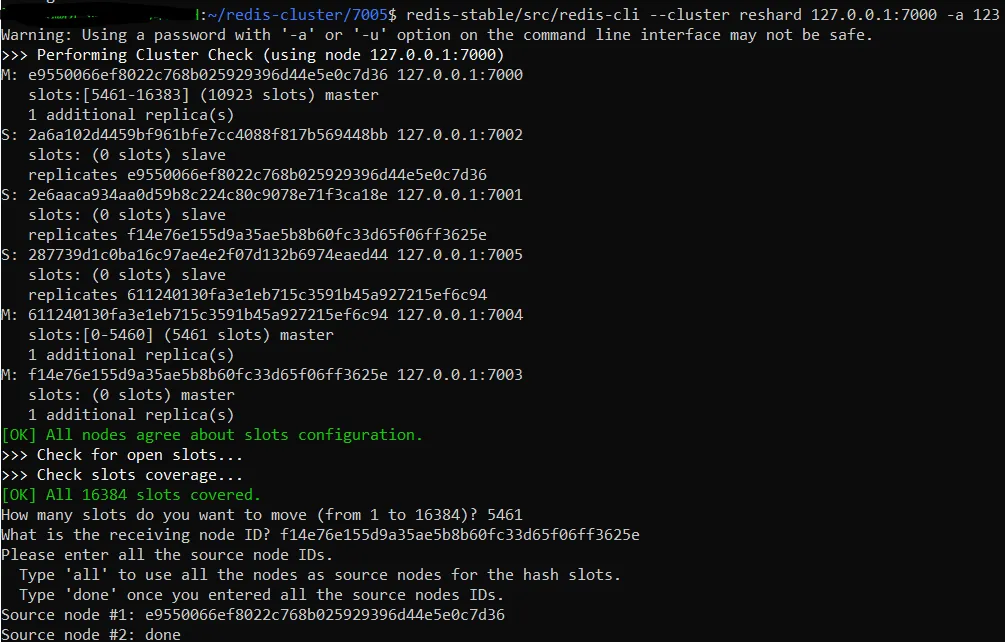 :~/redis-cluster/7005$ redis-stable/src/redis-cli --cluster reshard 127.0.0.1:7000 -a 123
Warning: Using a password with '-a' or '-u' option on the command line interface may not be safe.
>>> Performing Cluster Check (using node 127.0.0.1:7000)
M: e9550066ef8022c768b025929396d44e5e0c7d36 127.0.0.1:7000
   slots:[5461-16383] (10923 slots) master
   1 additional replica(s)
S: 2a6a102d4459bf961bfe7cc4088f817b569448bb 127.0.0.1:7002
   slots: (0 slots) slave
   replicates e9550066ef8022c768b025929396d44e5e0c7d36
S: 2e6aaca934aa0d59b8c224c80c9078e71f3ca18e 127.0.0.1:7001
   slots: (0 slots) slave
   replicates f14e76e155d9a35ae5b8b60fc33d65f06ff3625e
S: 287739d1c0ba16c97ae4e2f07d132b6974eaed44 127.0.0.1:7005
   slots: (0 slots) slave
   replicates 611240130fa3e1eb715c3591b45a927215ef6c94
M: 611240130fa3e1eb715c3591b45a927215ef6c94 127.0.0.1:7004
   slots:[0-5460] (5461 slots) master
   1 additional replica(s)
M: f14e76e155d9a35ae5b8b60fc33d65f06ff3625e 127.0.0.1:7003
   slots: (0 slots) master
   1 additional replica(s)
[OK] All nodes agree about slots configuration.
>>> Check for open slots...
>>> Check slots coverage...
[OK] All 16384 slots covered.
How many slots do you want to move (from 1 to 16384)? 5461
What is the receiving node ID? f14e76e155d9a35ae5b8b60fc33d65f06ff3625e
Please enter all the source node IDs.
  Type 'all' to use all the nodes as source nodes for the hash slots.
  Type 'done' once you entered all the source nodes IDs.
Source node #1: e9550066ef8022c768b025929396d44e5e0c7d36
Source node #2: done